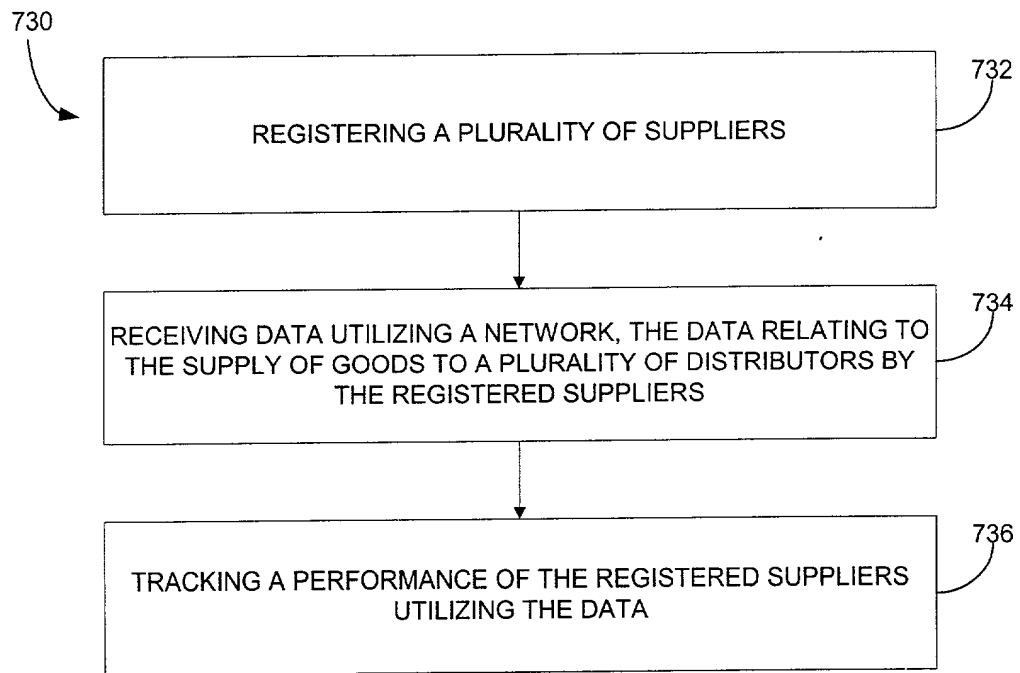 730
732
REGISTERING A PLURALITY OF SUPPLIERS
734
RECEIVING DATA UTILIZING A NETWORK, THE DATA RELATING TO
THE SUPPLY OF GOODS TO A PLURALITY OF DISTRIBUTORS BY
THE REGISTERED SUPPLIERS
736
TRACKING A PERFORMANCE OF THE REGISTERED SUPPLIERS
UTILIZING THE DATA